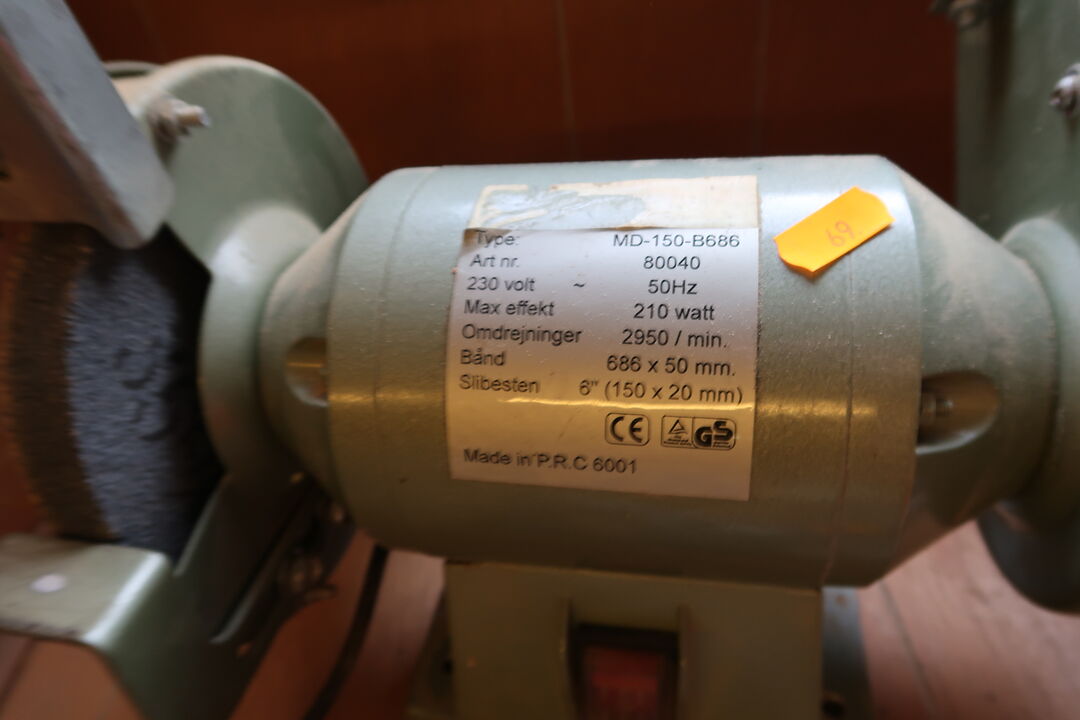 Type: MD-150-B686
Art nr. 80040
230 volt ~ 50Hz
Max effekt 210 watt
Omdrejninger 2950 / min.
Bånd 686 x 50 mm.
Slibesten 6" (150 x 20 mm)
CE GS
Made in P.R.C 6001
69.